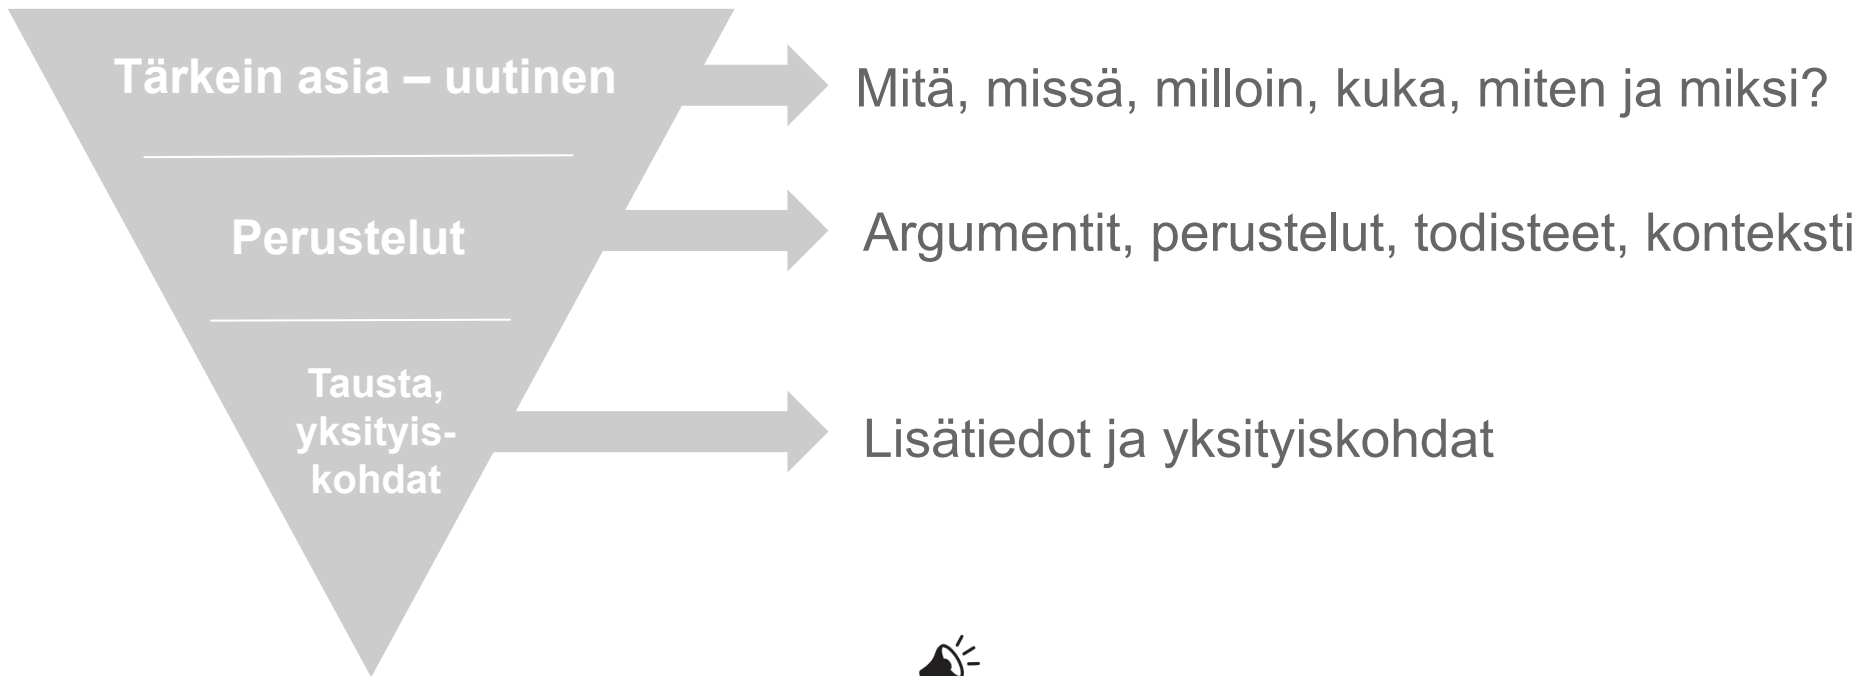 Tärkein asia – uutinen
Mitä, missä, milloin, kuka, miten ja miksi?
Perustelut
Argumentit, perustelut, todisteet, konteksti
Tausta,
yksityis-
kohdat
Lisätiedot ja yksityiskohdat